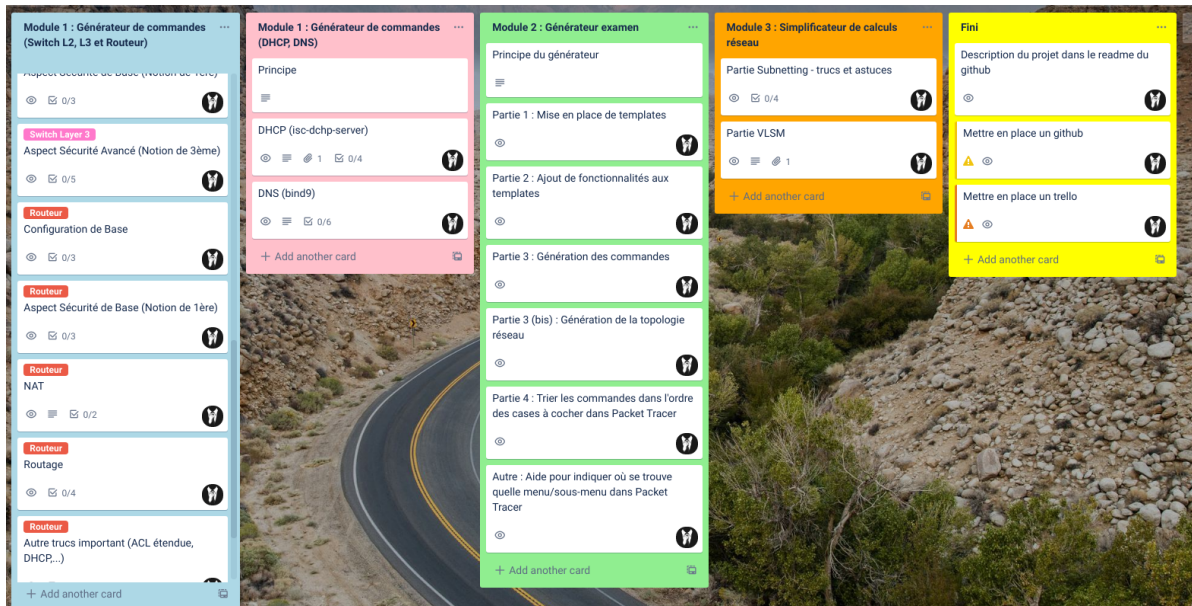 Module 1 : Générateur de commandes
(Switch L2, L3 et Routeur)
Aspect Sécurité de Base (Notion de 1ère)
0/3
Switch Layer 3
Aspect Sécurité Avancé (Notion de 3ème)
0/5
Routeur
Configuration de Base
0/3
Routeur
Aspect Sécurité de Base (Notion de 1ère)
0/3
Routeur
NAT
0/2
Routeur
Routage
0/4
Routeur
Autre trucs important (ACL étendue,
DHCP,...)
+ Add another card
Module 1 : Générateur de commandes
(DHCP, DNS)
Principe
DHCP (isc-dchp-server)
1 0/4
DNS (bind9)
0/6
+ Add another card
Module 2 : Générateur examen
Principe du générateur
Partie 1 : Mise en place de templates
Partie 2 : Ajout de fonctionnalités aux
templates
Partie 3 : Génération des commandes
Partie 3 (bis) : Génération de la topologie
réseau
Partie 4 : Trier les commandes dans l'ordre
des cases à cocher dans Packet Tracer
Autre : Aide pour indiquer où se trouve
quelle menu/sous-menu dans Packet
Tracer
+ Add another card
Module 3 : Simplificateur de calculs
réseau
Partie Subnetting - trucs et astuces
0/4
Partie VLSM
1
+ Add another card
Fini
Description du projet dans le readme du
github
Mettre en place un github
Mettre en place un trello
+ Add another card